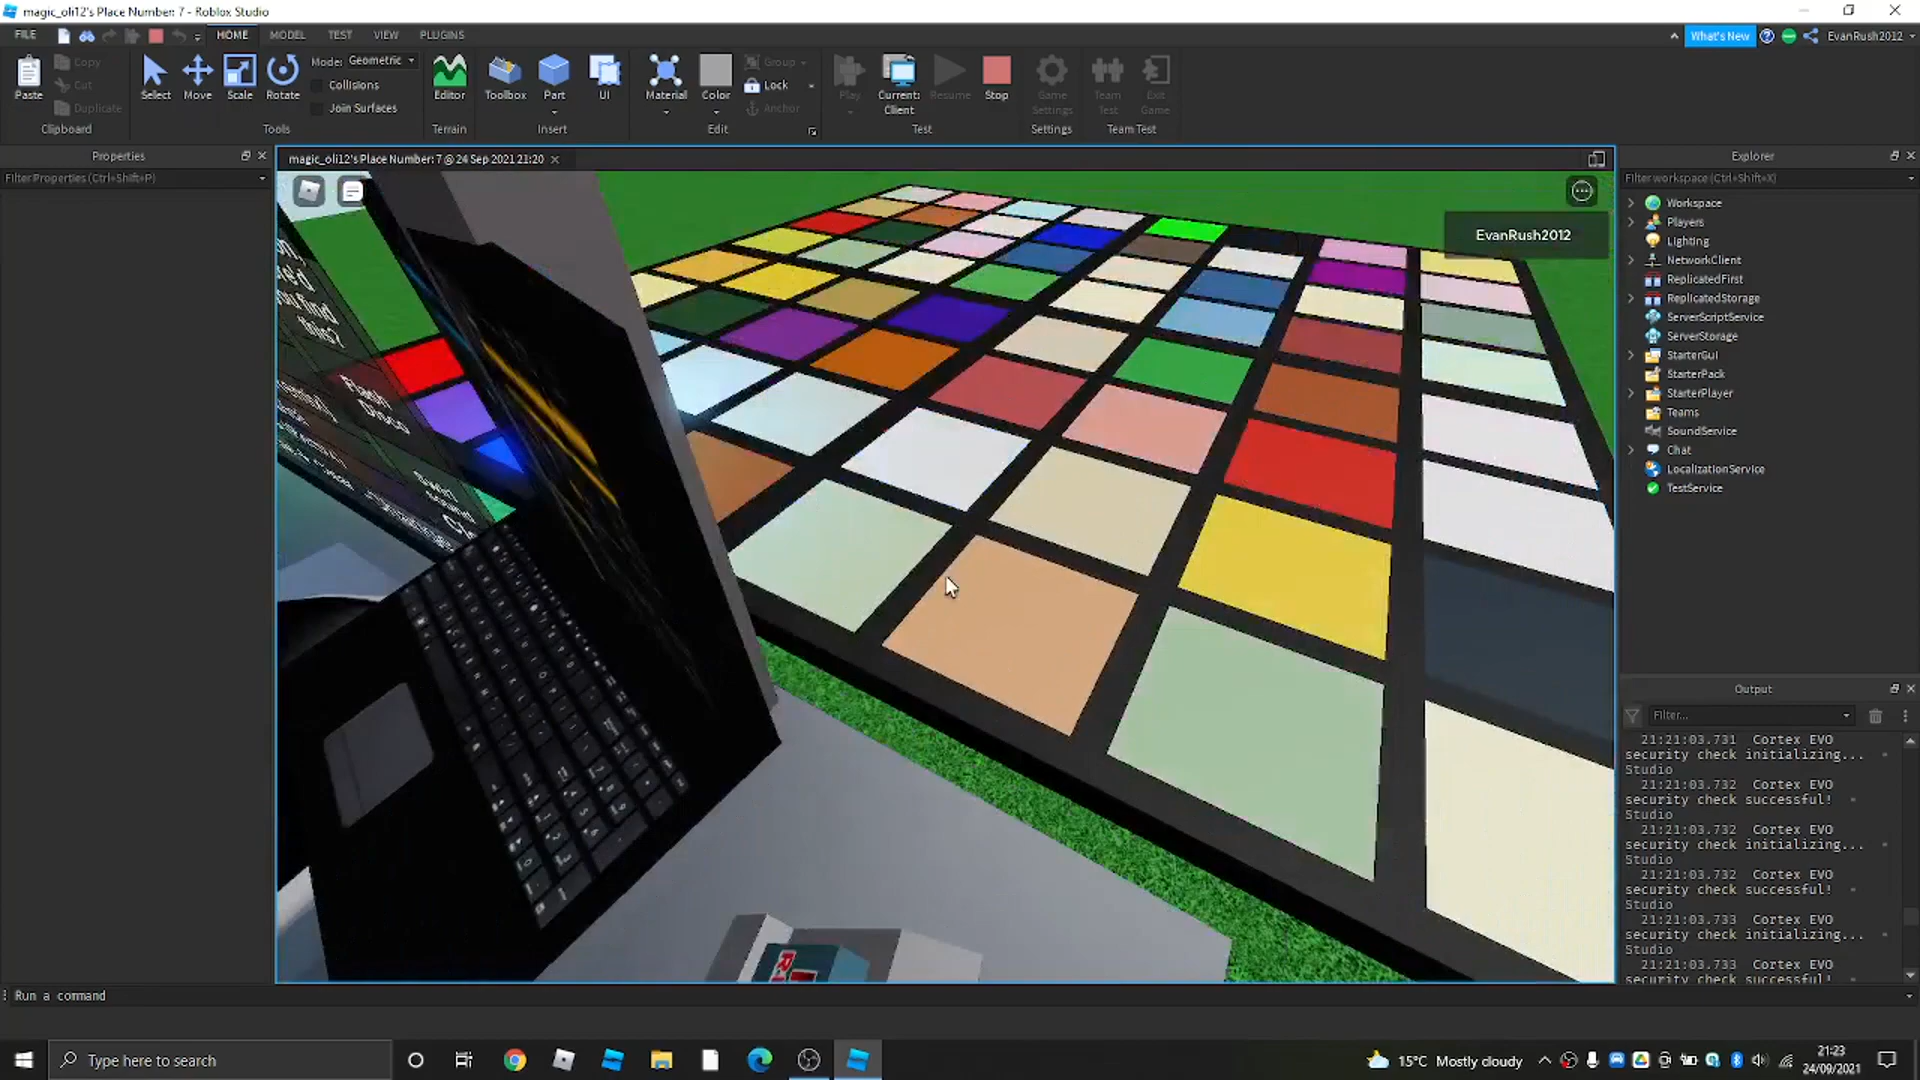 magic_oli12's Place Number: 7 - Roblox Studio
FILE HOME MODEL TEST VIEW PLUGINS What's New EvanRush2012
Paste Copy Cut Duplicate Clipboard
Select Move Scale Rotate Mode: Geometric Collisions Join Surfaces Tools
Editor Terrain
Toolbox Part UI Insert
Material Color Group Lock Anchor Edit
Play Current: Client Resume Stop Test
Game Settings Settings
Team Test Exit Game Team Test
Properties
Filter Properties (Ctrl+Shift+P)
magic_oli12's Place Number: 7 @ 24 Sep 2021 21:20
EvanRush2012
you find
this?
Flash
Disco
Explorer
Filter workspace (Ctrl+Shift+X)
Workspace
Players
Lighting
NetworkClient
ReplicatedFirst
ReplicatedStorage
ServerScriptService
ServerStorage
StarterGui
StarterPack
StarterPlayer
Teams
SoundService
Chat
LocalizationService
TestService
Output
Filter...
21:21:03.731 Cortex EVO
security check initializing... -
Studio
21:21:03.732 Cortex EVO
security check successful! -
Studio
21:21:03.732 Cortex EVO
security check initializing... -
Studio
21:21:03.732 Cortex EVO
security check successful! -
Studio
21:21:03.733 Cortex EVO
security check initializing... -
Studio
21:21:03.733 Cortex EVO
security check successful! -
Run a command
Type here to search
15°C Mostly cloudy
21:23
24/09/2021